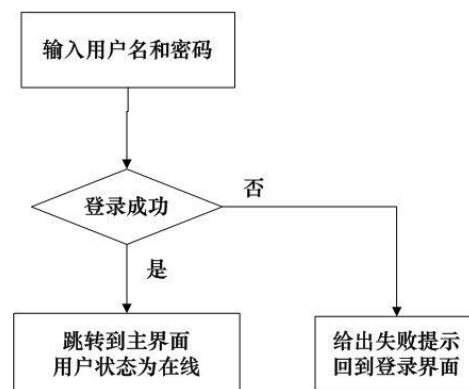 输入用户名和密码
登录成功
否
是
跳转到主界面
用户状态为在线
给出失败提示
回到登录界面